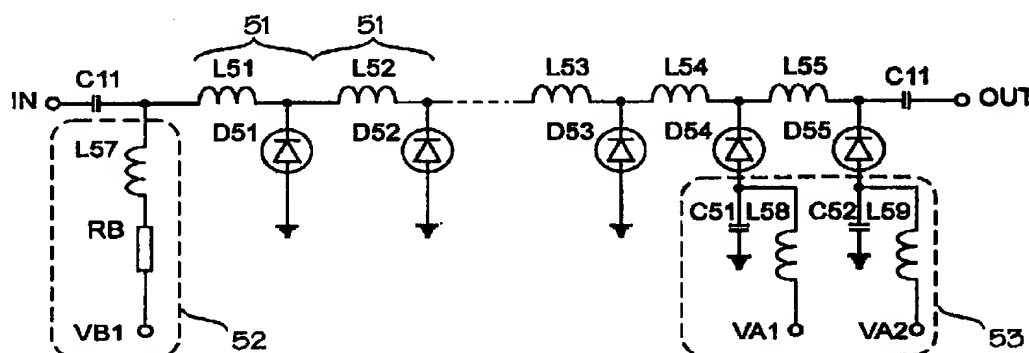 51 51
C11 L51 L52 L53 L54 L55 C11
IN OUT
D51 D52 D53 D54 D55
L57
C51 L58 C52 L59
RB
VB1 VA1 VA2
52 53